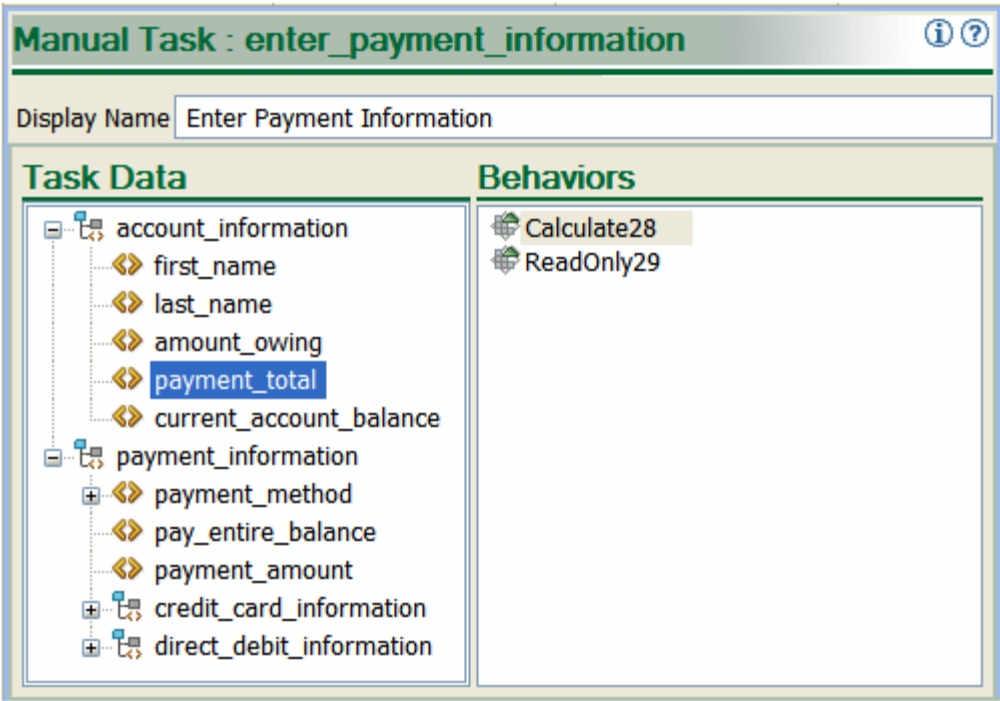 Manual Task : enter_payment_information
Display Name Enter Payment Information
Task Data
account_information
first_name
last_name
amount_owing
payment_total
current_account_balance
payment_information
payment_method
pay_entire_balance
payment_amount
credit_card_information
direct_debit_information
Behaviors
Calculate28
ReadOnly29